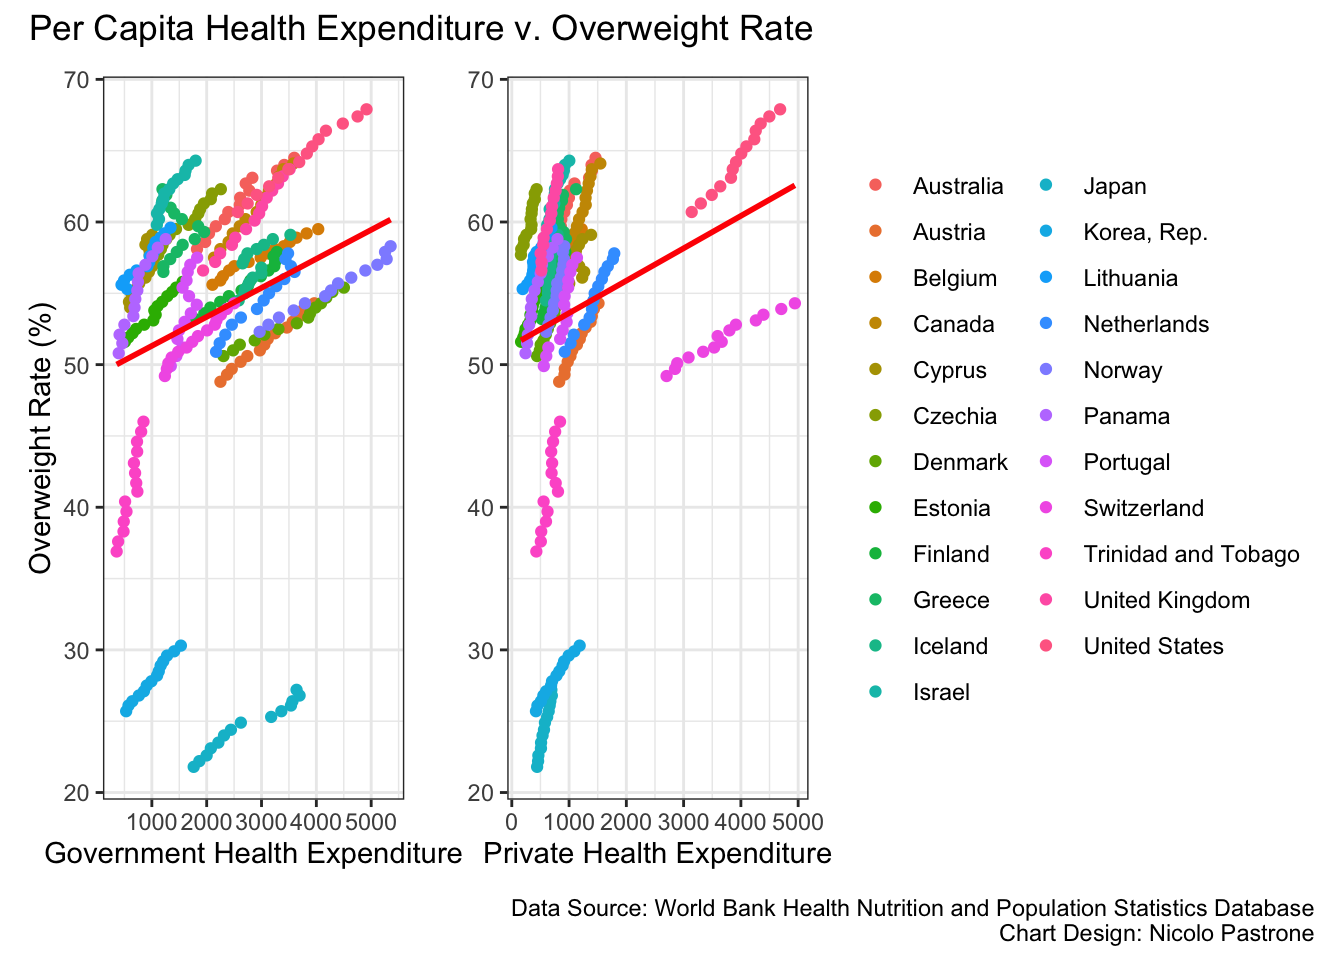 Per Capita Health Expenditure v. Overweight Rate
Overweight Rate (%)
70
60
50
40
30
20
1000 2000 3000 4000 5000
Government Health Expenditure
70
60
50
40
30
20
0 1000 2000 3000 4000 5000
Private Health Expenditure
Australia
Austria
Belgium
Canada
Cyprus
Czechia
Denmark
Estonia
Finland
Greece
Iceland
Israel
Japan
Korea, Rep.
Lithuania
Netherlands
Norway
Panama
Portugal
Switzerland
Trinidad and Tobago
United Kingdom
United States
Data Source: World Bank Health Nutrition and Population Statistics Database
Chart Design: Nicolo Pastrone